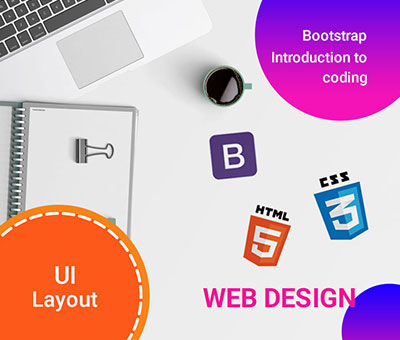 Bootstrap
Introduction to
coding
B
CSS
3
HTML
5
UI
Layout
WEB DESIGN